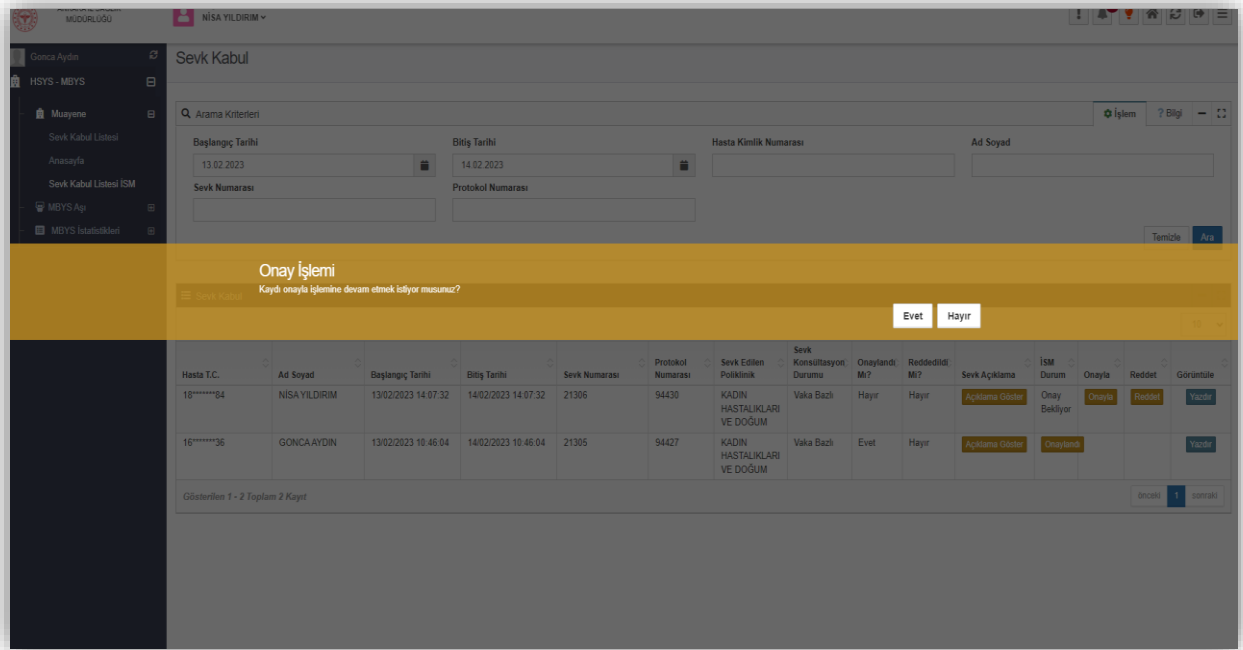 MÜDÜRLÜĞÜ
NİSA YILDIRIM
Gonca Aydın
HSYS - MBYS
Muayene
Sevk Kabul Listesi
Anasayfa
Sevk Kabul Listesi İSM
MBYS Aşı
MBYS İstatistikleri
Sevk Kabul
Arama Kriterleri
İşlem
? Bilgi
Başlangıç Tarihi
Bitiş Tarihi
Hasta Kimlik Numarası
Ad Soyad
13.02.2023
14.02.2023
Sevk Numarası
Protokol Numarası
Temizle
Ara
Onay İşlemi
Kaydı onayla işlemine devam etmek istiyor musunuz?
Sevk Kabul
Evet
Hayır
10
Hasta T.C.
Ad Soyad
Başlangıç Tarihi
Bitiş Tarihi
Sevk Numarası
Protokol
Numarası
Sevk Edilen
Poliklinik
Sevk
Konsültasyon
Durumu
Onaylandı
Mı?
Reddedildi
Mi?
Sevk Açıklama
İSM
Durum
Onayla
Reddet
Görüntüle
18*******84
NİSA YILDIRIM
13/02/2023 14:07:32
14/02/2023 14:07:32
21306
94430
KADIN
HASTALIKLARI
VE DOĞUM
Vaka Bazlı
Hayır
Hayır
Açıklama Göster
Onay
Bekliyor
Onayla
Reddet
Yazdır
16*******36
GONCA AYDIN
13/02/2023 10:46:04
14/02/2023 10:46:04
21305
94427
KADIN
HASTALIKLARI
VE DOĞUM
Vaka Bazlı
Evet
Hayır
Açıklama Göster
Onaylandı
Yazdır
Gösterilen 1 - 2 Toplam 2 Kayıt
önceki
1
sonraki